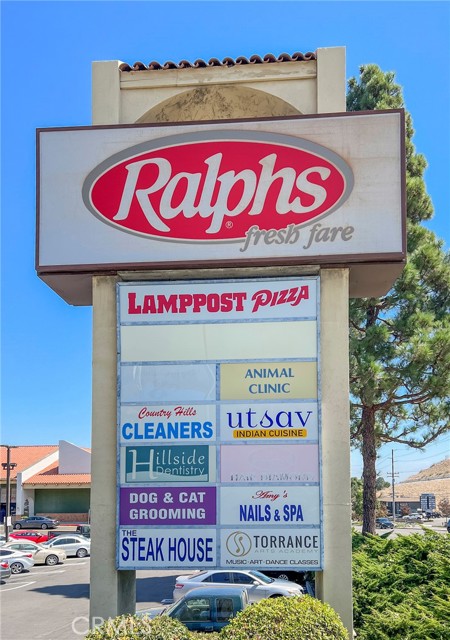 Ralphs®
fresh fare
LAMPPOST PIZZA
ANIMAL
CLINIC
Country Hills
CLEANERS
utsav
INDIAN CUISINE
Hillside
Dentistry
DOG & CAT
GROOMING
Amy's
NAILS & SPA
THE
STEAK HOUSE
S TORRANCE
ARTS ACADEMY
MUSIC·ART·DANCE CLASSES
CRMLS